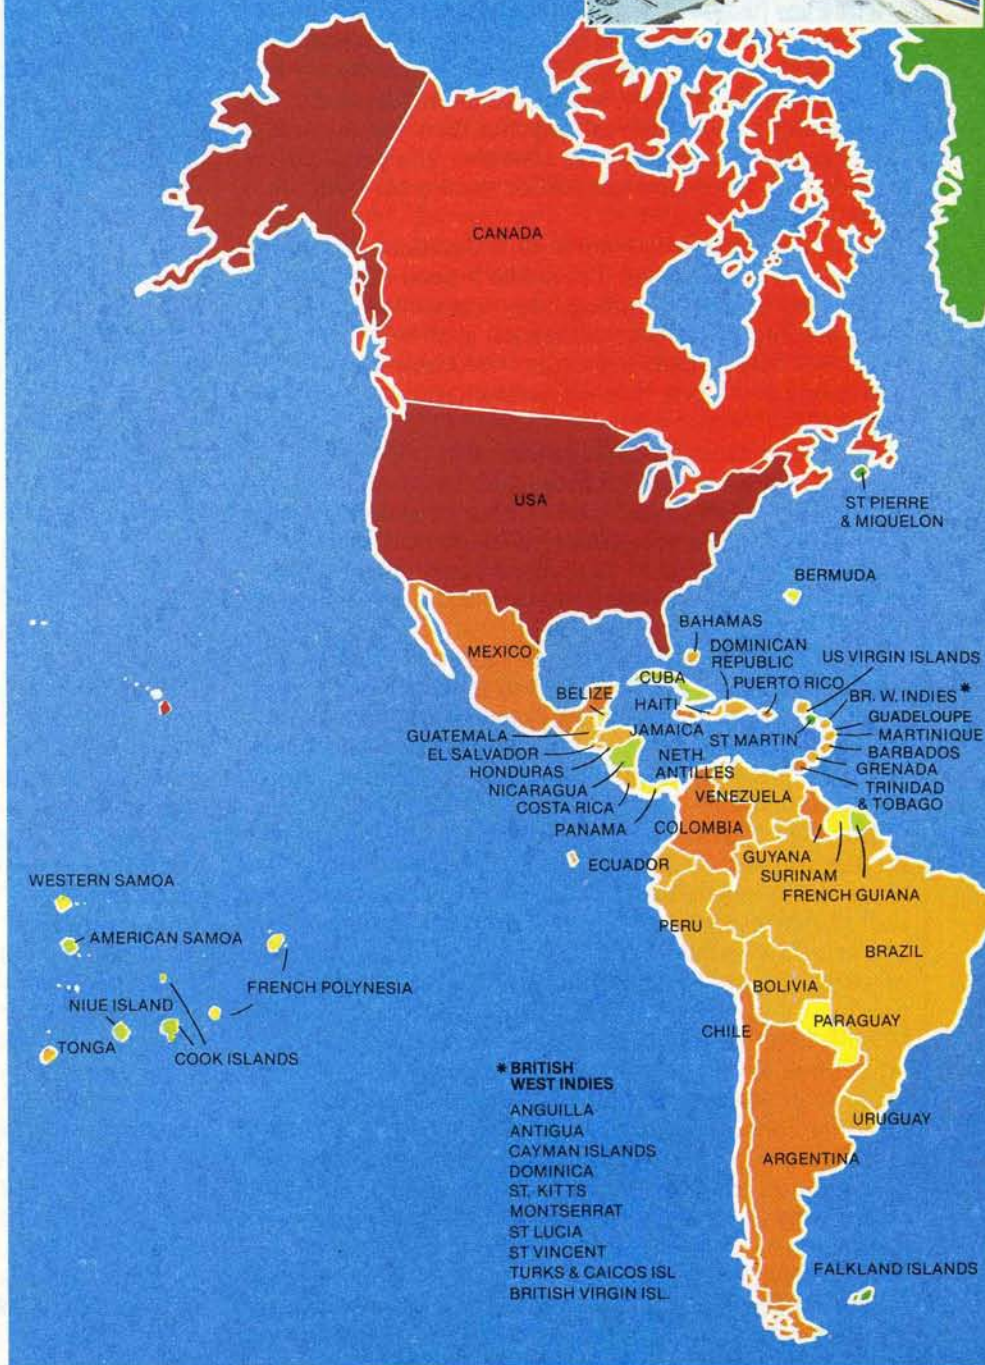 CANADA
USA
ST PIERRE
& MIQUELON
BERMUDA
BAHAMAS
DOMINICAN
REPUBLIC
US VIRGIN ISLANDS
MEXICO
CUBA
PUERTO RICO
BELIZE
HAITI
BR. W. INDIES *
GUADELOUPE
GUATEMALA
JAMAICA
ST MARTIN
MARTINIQUE
EL SALVADOR
NETH.
ANTILLES
BARBADOS
HONDURAS
GRENADA
NICARAGUA
VENEZUELA
TRINIDAD
& TOBAGO
COSTA RICA
PANAMA
COLOMBIA
ECUADOR
GUYANA
SURINAM
FRENCH GUIANA
WESTERN SAMOA
PERU
AMERICAN SAMOA
BRAZIL
FRENCH POLYNESIA
BOLIVIA
NIUE ISLAND
PARAGUAY
CHILE
TONGA
COOK ISLANDS
* BRITISH
WEST INDIES
ANGUILLA
ANTIGUA
CAYMAN ISLANDS
DOMINICA
ST. KITTS
MONTSERRAT
ST LUCIA
ST VINCENT
TURKS & CAICOS ISL
BRITISH VIRGIN ISL.
URUGUAY
ARGENTINA
FALKLAND ISLANDS